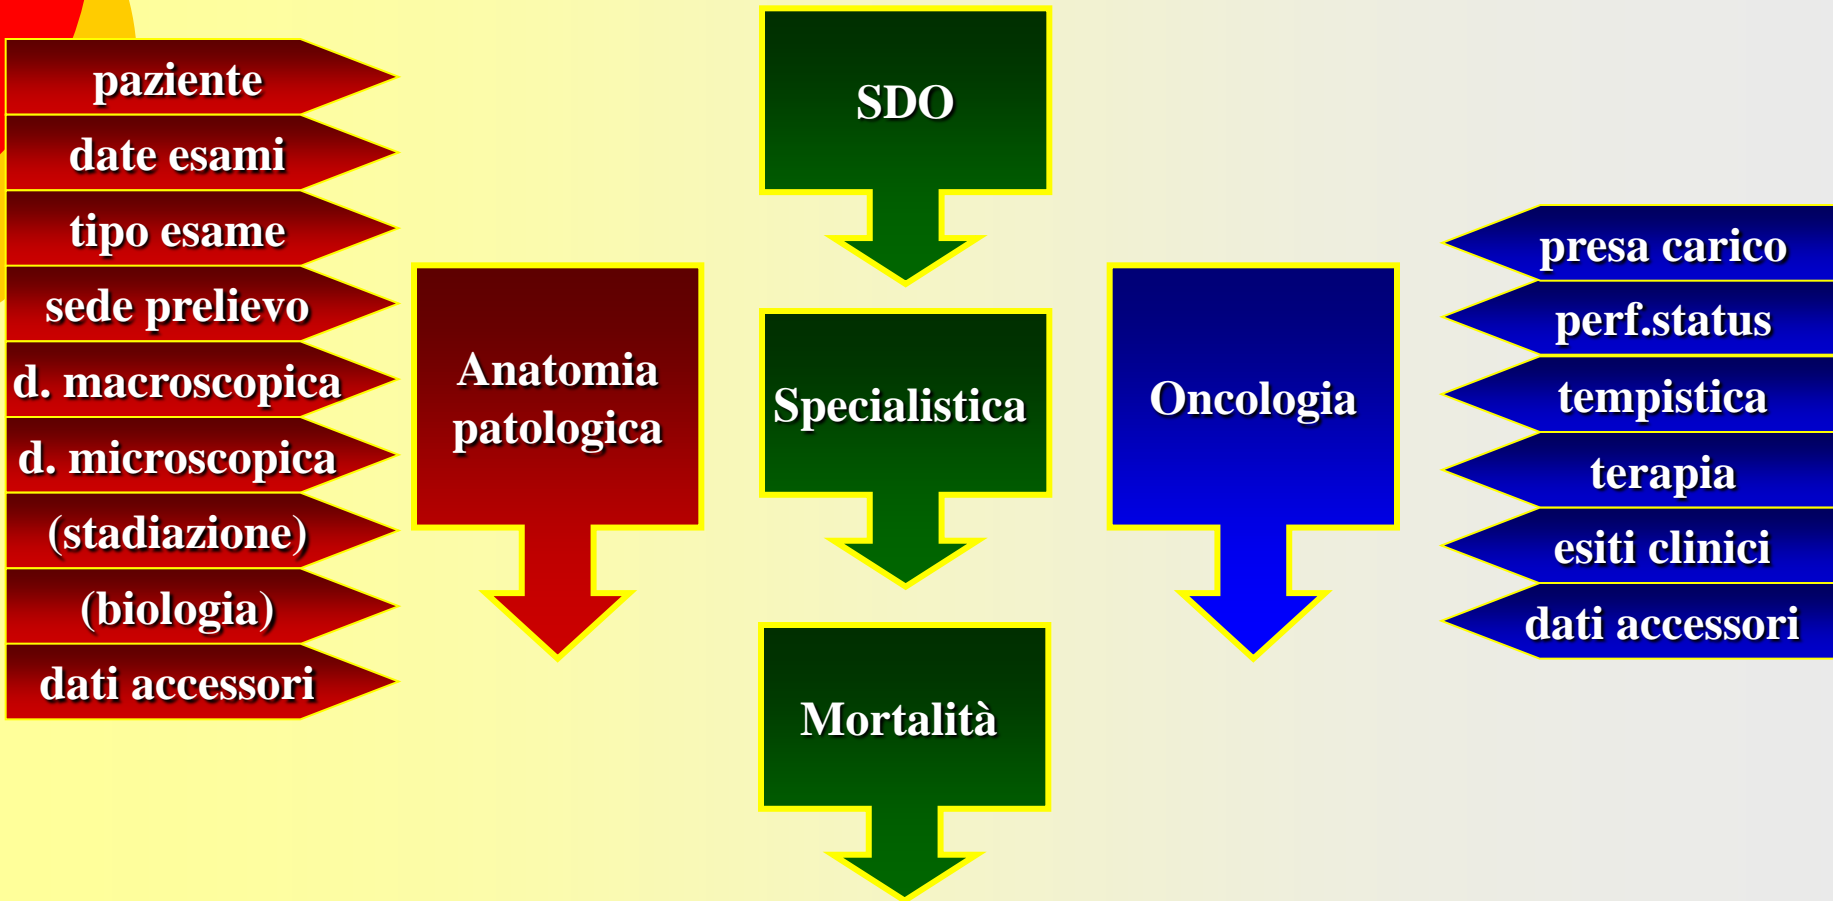 paziente
date esami
tipo esame
sede prelievo
d. macroscopica
d. microscopica
(stadiazione)
(biologia)
dati accessori
Anatomia
patologica
SDO
Specialistica
Mortalità
Oncologia
presa carico
perf.status
tempistica
terapia
esiti clinici
dati accessori